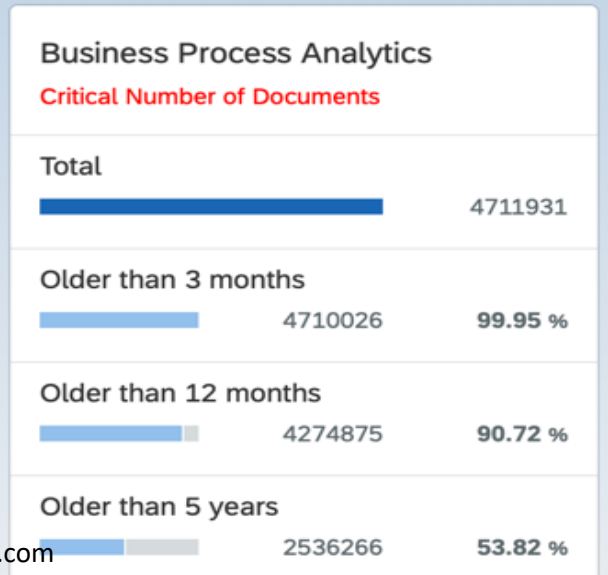 Business Process Analytics
Critical Number of Documents
Total
4711931
Older than 3 months
4710026 99.95 %
Older than 12 months
4274875 90.72 %
Older than 5 years
.com 2536266 53.82 %